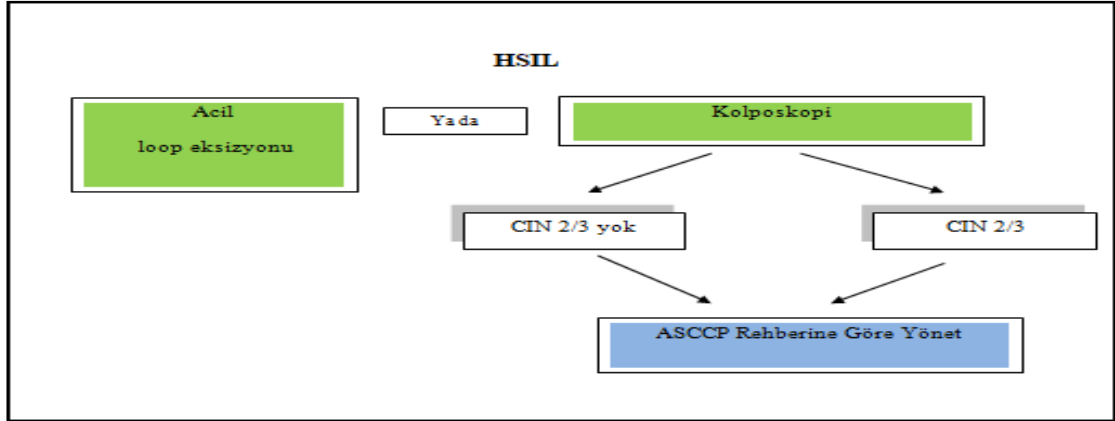 HSIL
Acil
loop eksizyonu
Ya da
Kolposkopi
CIN 2/3 yok
CIN 2/3
ASCCP Rehberine Göre Yönet